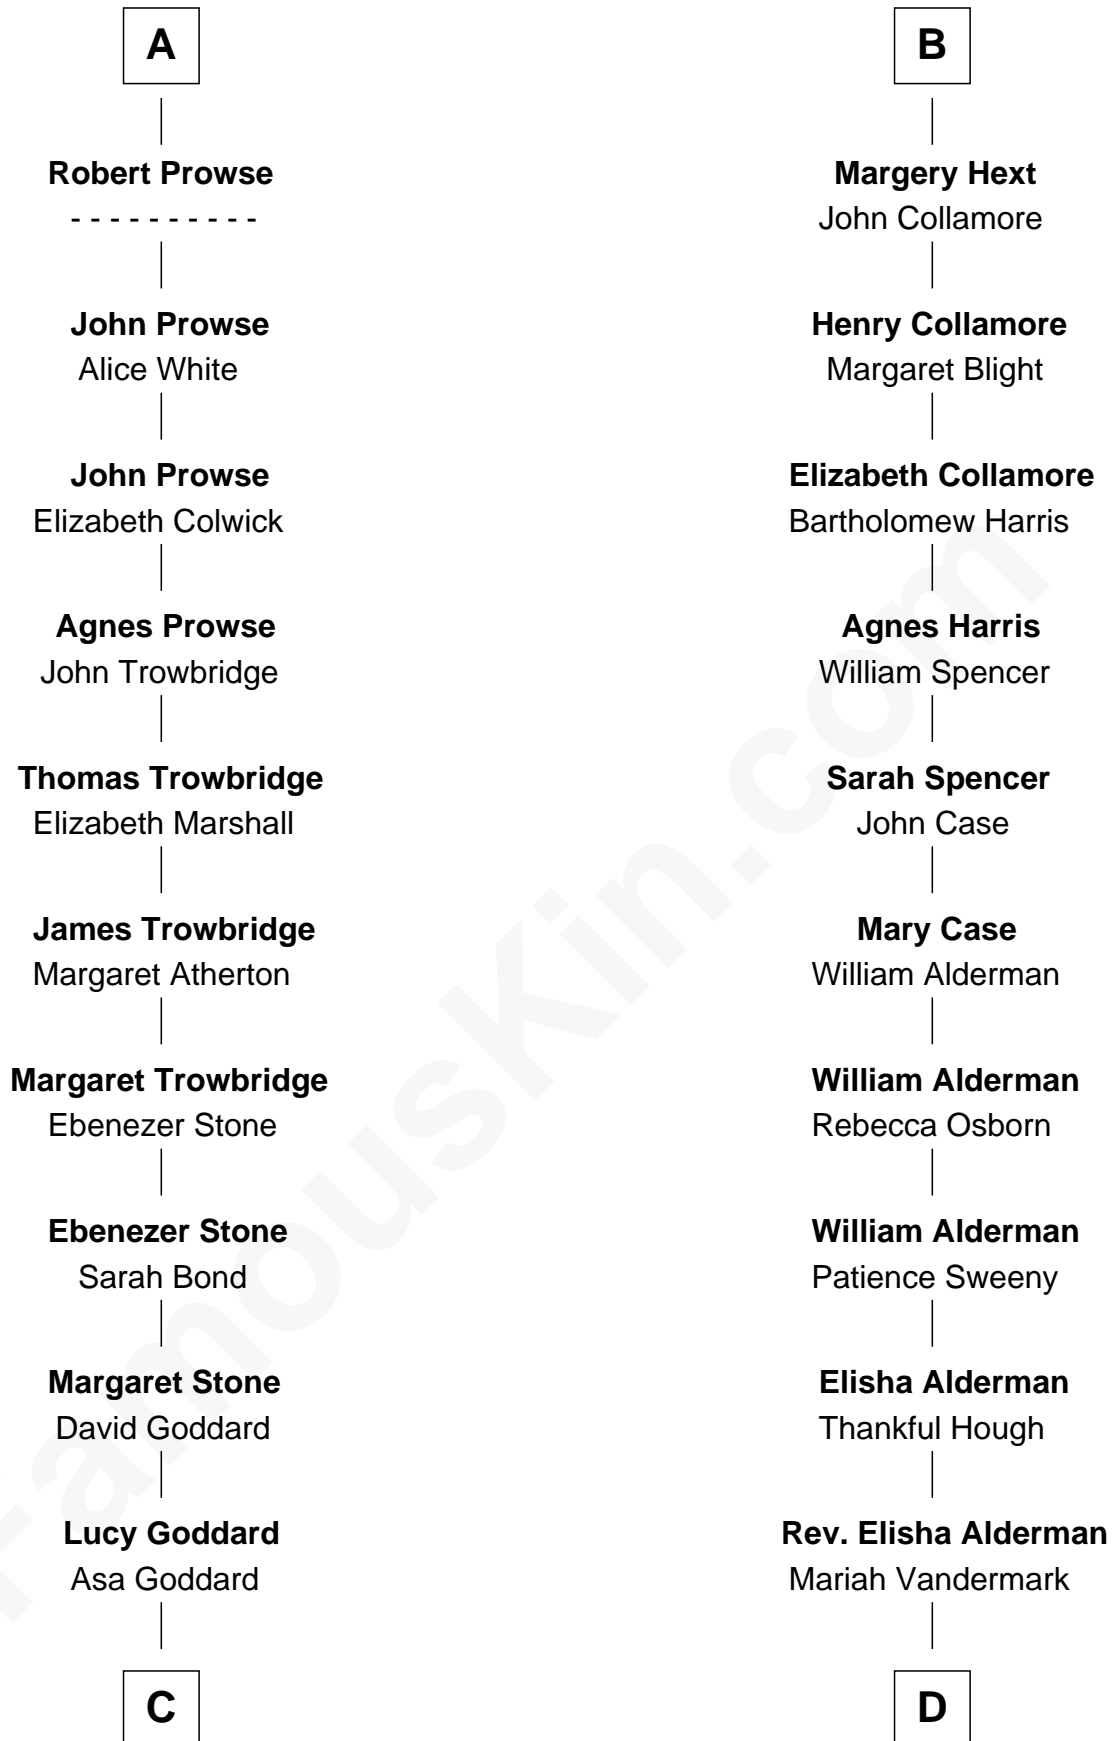 A
Robert Prowse
- - - - - - - - - -
John Prowse
Alice White
John Prowse
Elizabeth Colwick
Agnes Prowse
John Trowbridge
Thomas Trowbridge
Elizabeth Marshall
James Trowbridge
Margaret Atherton
Margaret Trowbridge
Ebenezer Stone
Ebenezer Stone
Sarah Bond
Margaret Stone
David Goddard
Lucy Goddard
Asa Goddard
C
B
Margery Hext
John Collamore
Henry Collamore
Margaret Blight
Elizabeth Collamore
Bartholomew Harris
Agnes Harris
William Spencer
Sarah Spencer
John Case
Mary Case
William Alderman
William Alderman
Rebecca Osborn
William Alderman
Patience Sweeny
Elisha Alderman
Thankful Hough
Rev. Elisha Alderman
Mariah Vandermark
D
FamousKin.com